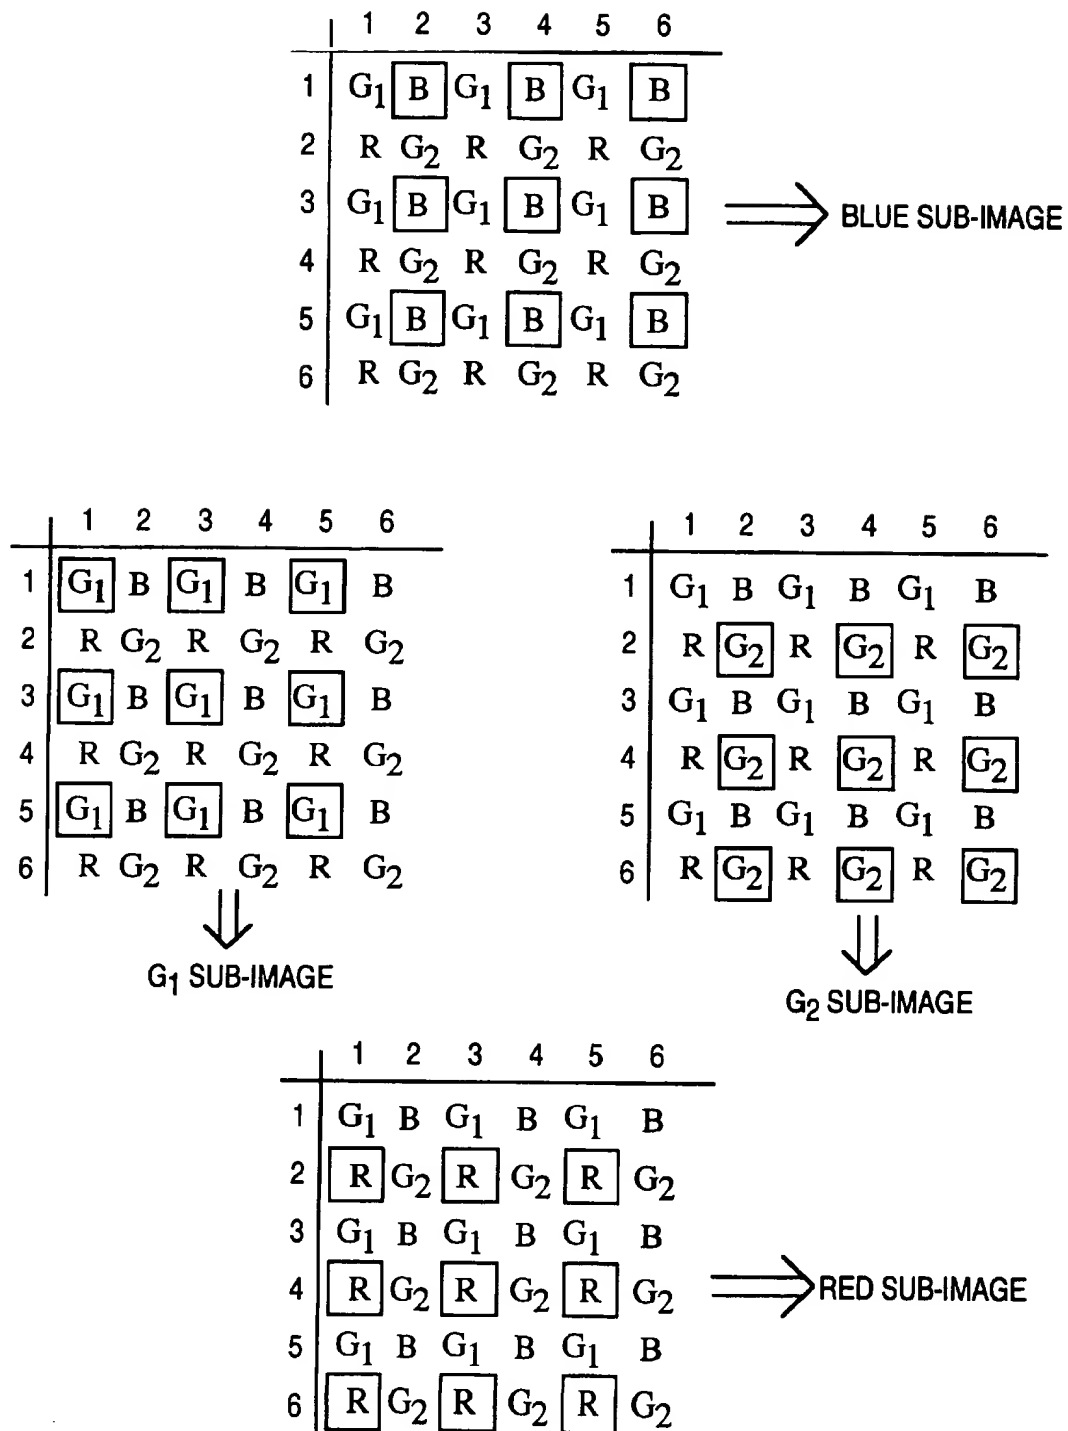 1 2 3 4 5 6
1 G1 B G1 B G1 B
2 R G2 R G2 R G2
3 G1 B G1 B G1 B
BLUE SUB-IMAGE
4 R G2 R G2 R G2
5 G1 B G1 B G1 B
6 R G2 R G2 R G2
1 2 3 4 5 6
1 G1 B G1 B G1 B
2 R G2 R G2 R G2
3 G1 B G1 B G1 B
4 R G2 R G2 R G2
5 G1 B G1 B G1 B
6 R G2 R G2 R G2
G1 SUB-IMAGE
1 2 3 4 5 6
1 G1 B G1 B G1 B
2 R G2 R G2 R G2
3 G1 B G1 B G1 B
4 R G2 R G2 R G2
5 G1 B G1 B G1 B
6 R G2 R G2 R G2
G2 SUB-IMAGE
1 2 3 4 5 6
1 G1 B G1 B G1 B
2 R G2 R G2 R G2
3 G1 B G1 B G1 B
4 R G2 R G2 R G2
RED SUB-IMAGE
5 G1 B G1 B G1 B
6 R G2 R G2 R G2